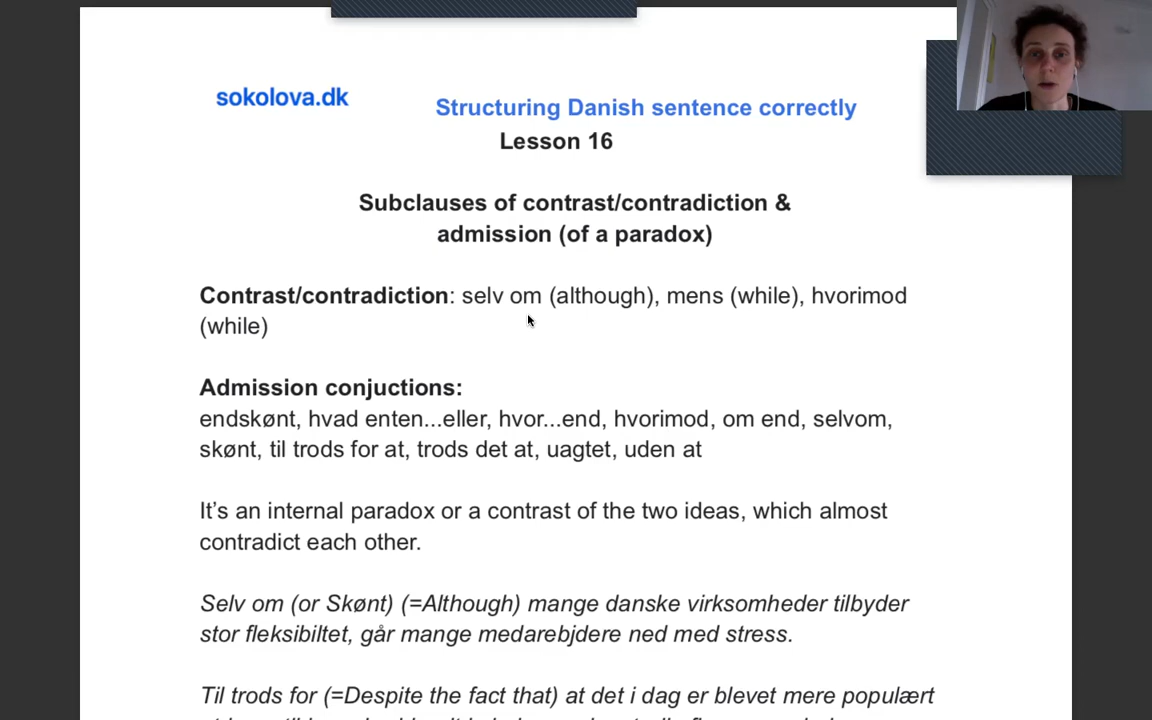 sokolova.dk
Structuring Danish sentence correctly
Lesson 16
Subclauses of contrast/contradiction &
admission (of a paradox)
Contrast/contradiction: selv om (although), mens (while), hvorimod
(while)
Admission conjuctions:
endskønt, hvad enten...eller, hvor...end, hvorimod, om end, selvom,
skønt, til trods for at, trods det at, uagtet, uden at
It’s an internal paradox or a contrast of the two ideas, which almost
contradict each other.
Selv om (or Skønt) (=Although) mange danske virksomheder tilbyder
stor fleksibiltet, går mange medarebjdere ned med stress.
Til trods for (=Despite the fact that) at det i dag er blevet mere populært